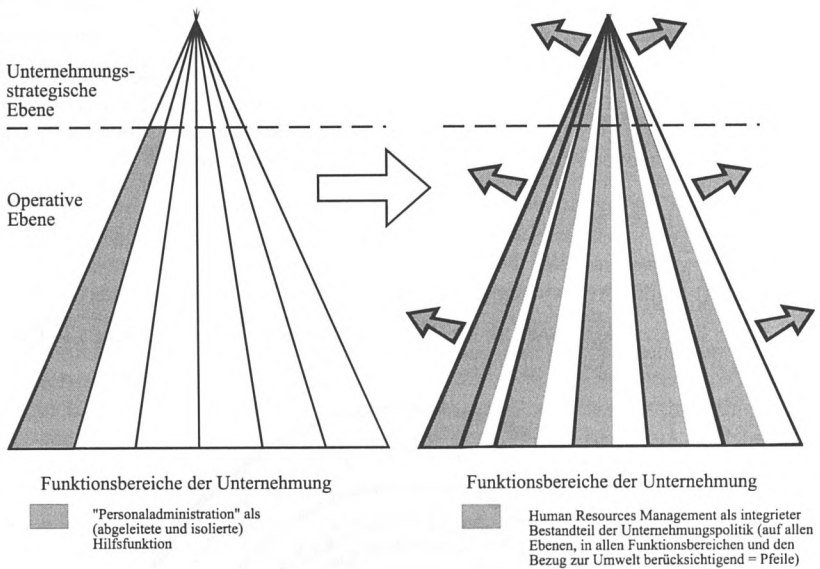 Unternehmungs-
strategische
Ebene
Operative
Ebene
Funktionsbereiche der Unternehmung
"Personaladministration" als
(abgeleitete und isolierte)
Hilfsfunktion
Funktionsbereiche der Unternehmung
Human Resources Management als integrierter
Bestandteil der Unternehmungspolitik (auf allen
Ebenen, in allen Funktionsbereichen und den
Bezug zur Umwelt berücksichtigend = Pfeile)